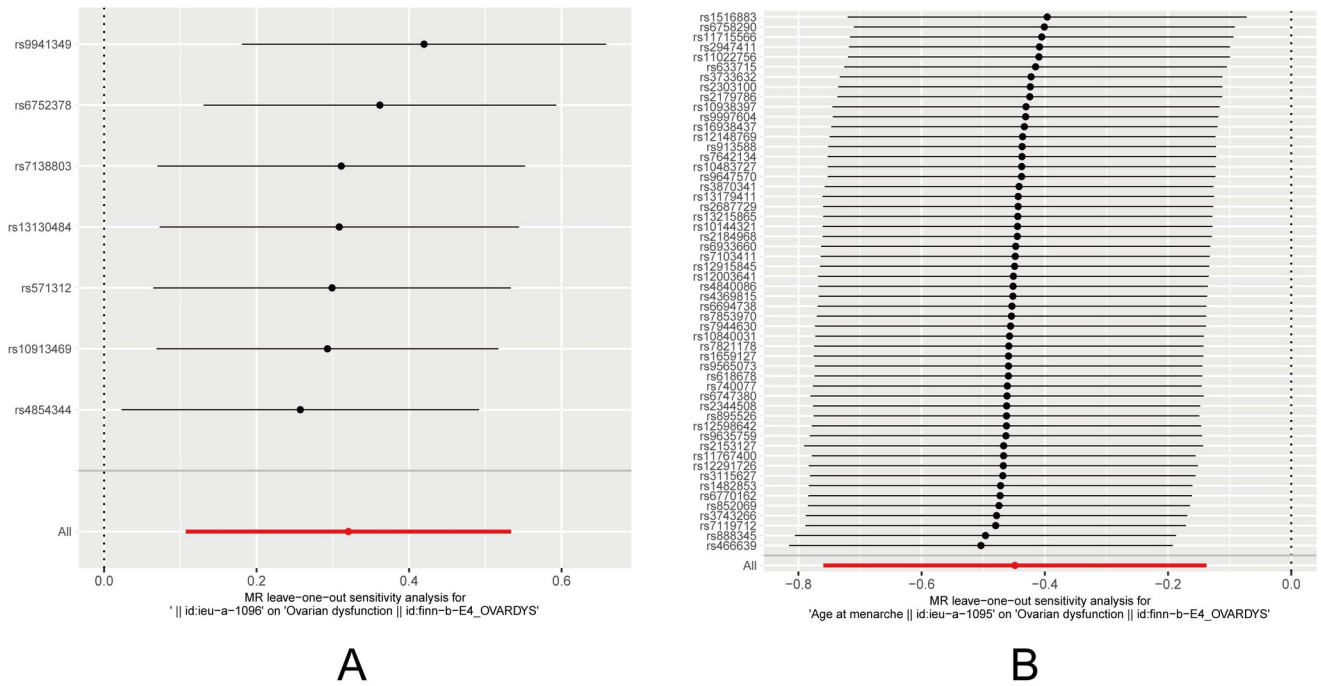 rs9941349
rs6752378
rs7138803
rs13130484
rs571312
rs10913469
rs4854344
All
0.0 0.2 0.4 0.6
MR leave-one-out sensitivity analysis for
' || id:ieu-a-1096' on 'Ovarian dysfunction || id:finn-b-E4_OVARDYS'
A
rs1516883
rs6758290
rs11715566
rs2947411
rs11022756
rs633715
rs3733632
rs2303100
rs2179786
rs10938397
rs9997604
rs16938437
rs12148769
rs913588
rs7642134
rs10483727
rs9647570
rs3870341
rs13179411
rs2687729
rs13215865
rs10144321
rs2184968
rs6933660
rs7103411
rs12915845
rs12003641
rs4840086
rs4369815
rs6694738
rs7853970
rs7944630
rs10840031
rs7821178
rs1659127
rs9565073
rs618678
rs740077
rs6747380
rs2344508
rs895526
rs12598642
rs9635759
rs2153127
rs11767400
rs12291726
rs3115627
rs1482853
rs6770162
rs852069
rs3743266
rs7119712
rs888345
rs466639
All
−0.8 −0.6 −0.4 −0.2 0.0
MR leave-one-out sensitivity analysis for
'Age at menarche || id:ieu-a-1095' on 'Ovarian dysfunction || id:finn-b-E4_OVARDYS'
B